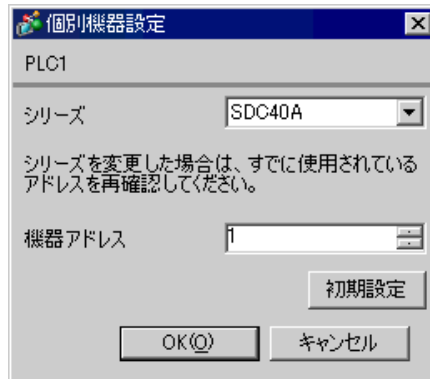 個別機器設定
PLC1
シリーズ SDC40A
シリーズを変更した場合は、すでに使用されている
アドレスを再確認してください。
機器アドレス 1
初期設定
OK(O) キャンセル